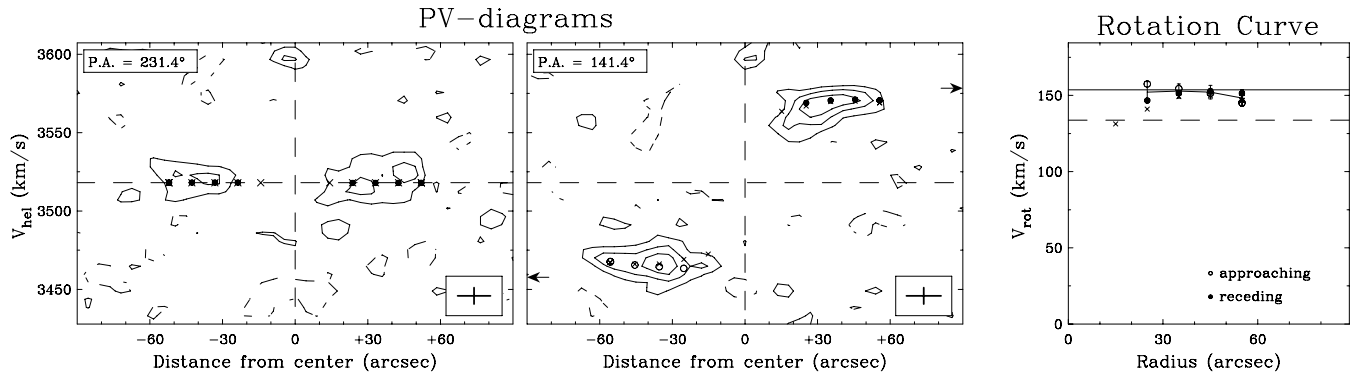 PV-diagrams
Rotation Curve
P.A. = 231.4°
P.A. = 141.4°
3600
3550
3500
3450
V_hel (km/s)
-60 -30 0 +30 +60
Distance from center (arcsec)
-60 -30 0 +30 +60
Distance from center (arcsec)
150
100
50
0
V_rot (km/s)
approaching
receding
0 30 60
Radius (arcsec)